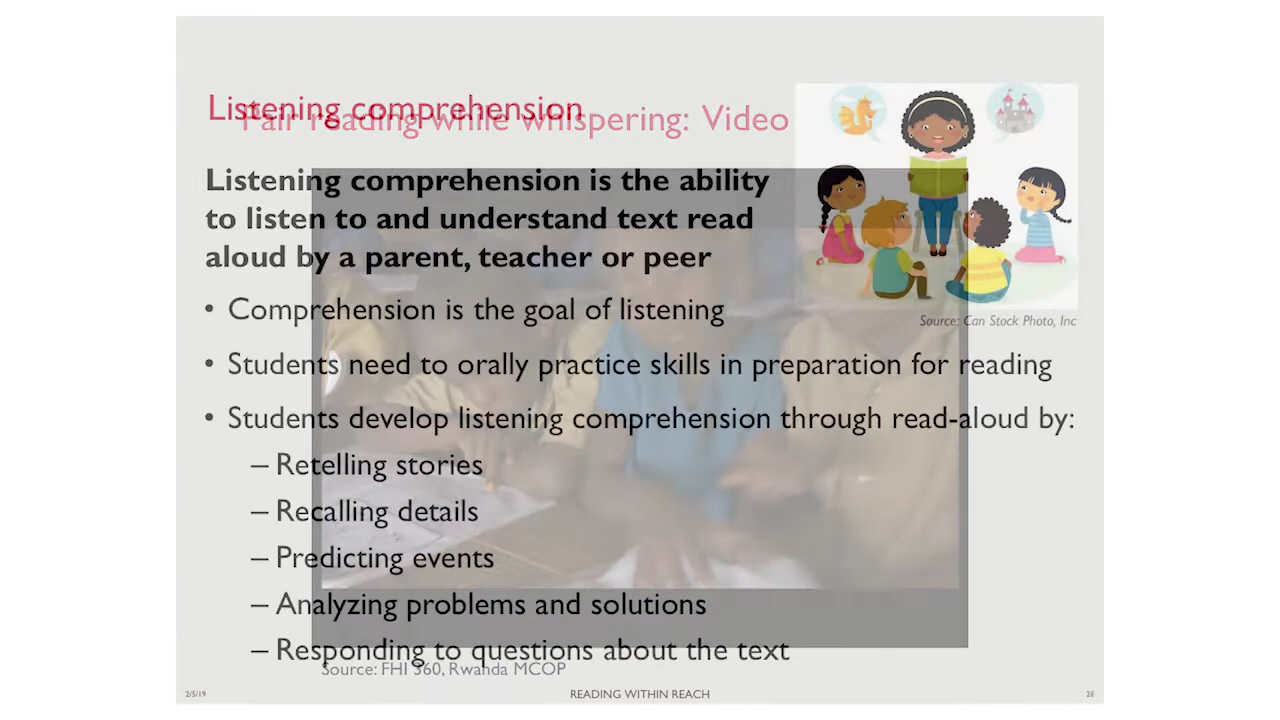 Listening comprehension
Pair reading while whispering: Video
Listening comprehension is the ability
to listen to and understand text read
aloud by a parent, teacher or peer
Source: Can Stock Photo, Inc
• Comprehension is the goal of listening
• Students need to orally practice skills in preparation for reading
• Students develop listening comprehension through read-aloud by:
– Retelling stories
– Recalling details
– Predicting events
– Analyzing problems and solutions
– Responding to questions about the text
Source: FHI 360, Rwanda MCOP
2/5/19
READING WITHIN REACH
28